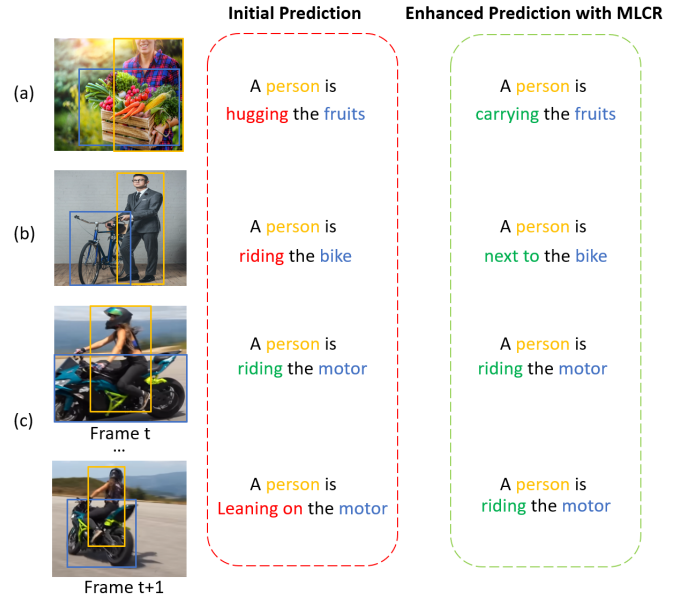 Initial Prediction
Enhanced Prediction with MLCR
(a)
A person is
hugging the fruits
A person is
carrying the fruits
(b)
A person is
riding the bike
A person is
next to the bike
(c)
A person is
riding the motor
A person is
riding the motor
Frame t
...
A person is
Leaning on the motor
A person is
riding the motor
Frame t+1